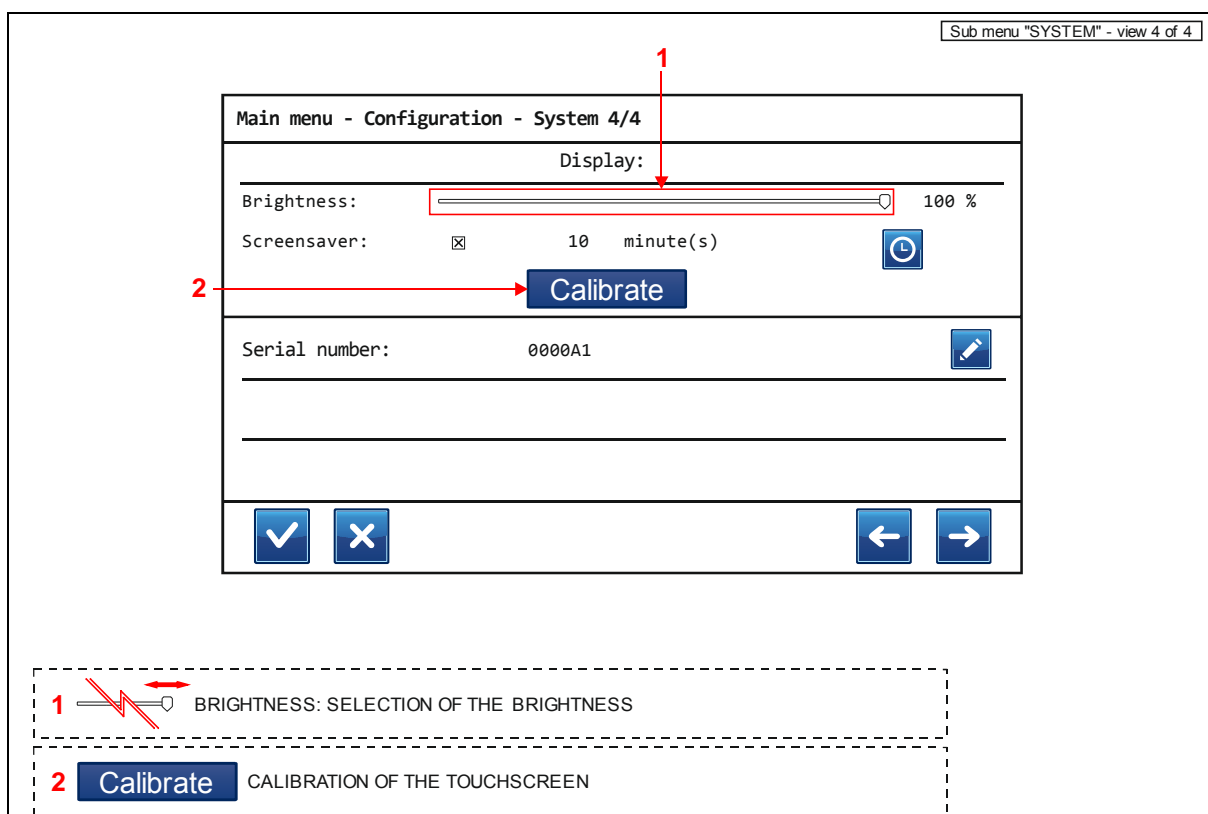 Sub menu "SYSTEM" - view 4 of 4
1
Main menu - Configuration - System 4/4
Display:
Brightness: 100 %
Screensaver: 10 minute(s)
2 Calibrate
Serial number: 0000A1
1 BRIGHTNESS: SELECTION OF THE BRIGHTNESS
2 Calibrate CALIBRATION OF THE TOUCHSCREEN